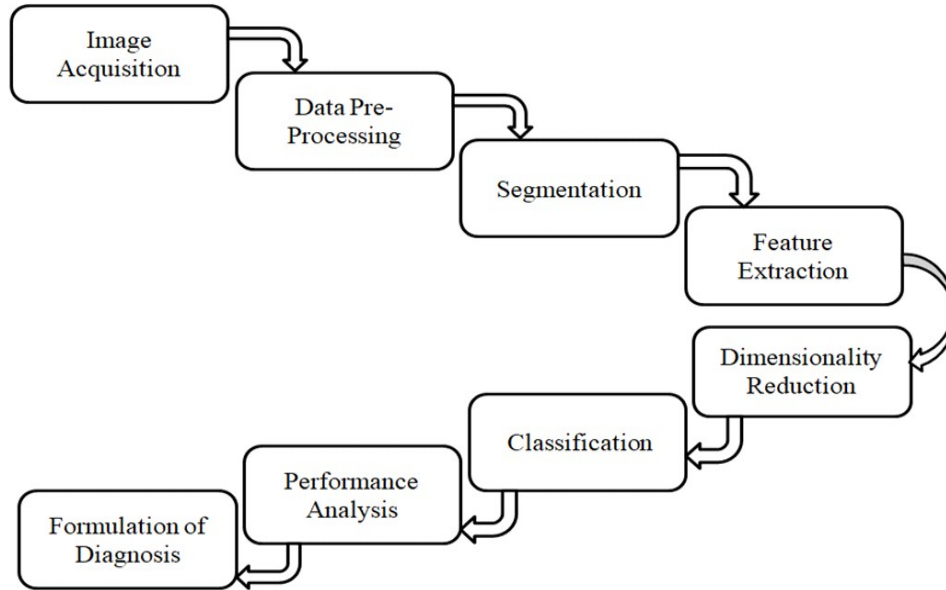 Image
Acquisition
Data Pre-
Processing
Segmentation
Feature
Extraction
Dimensionality
Reduction
Classification
Performance
Analysis
Formulation of
Diagnosis